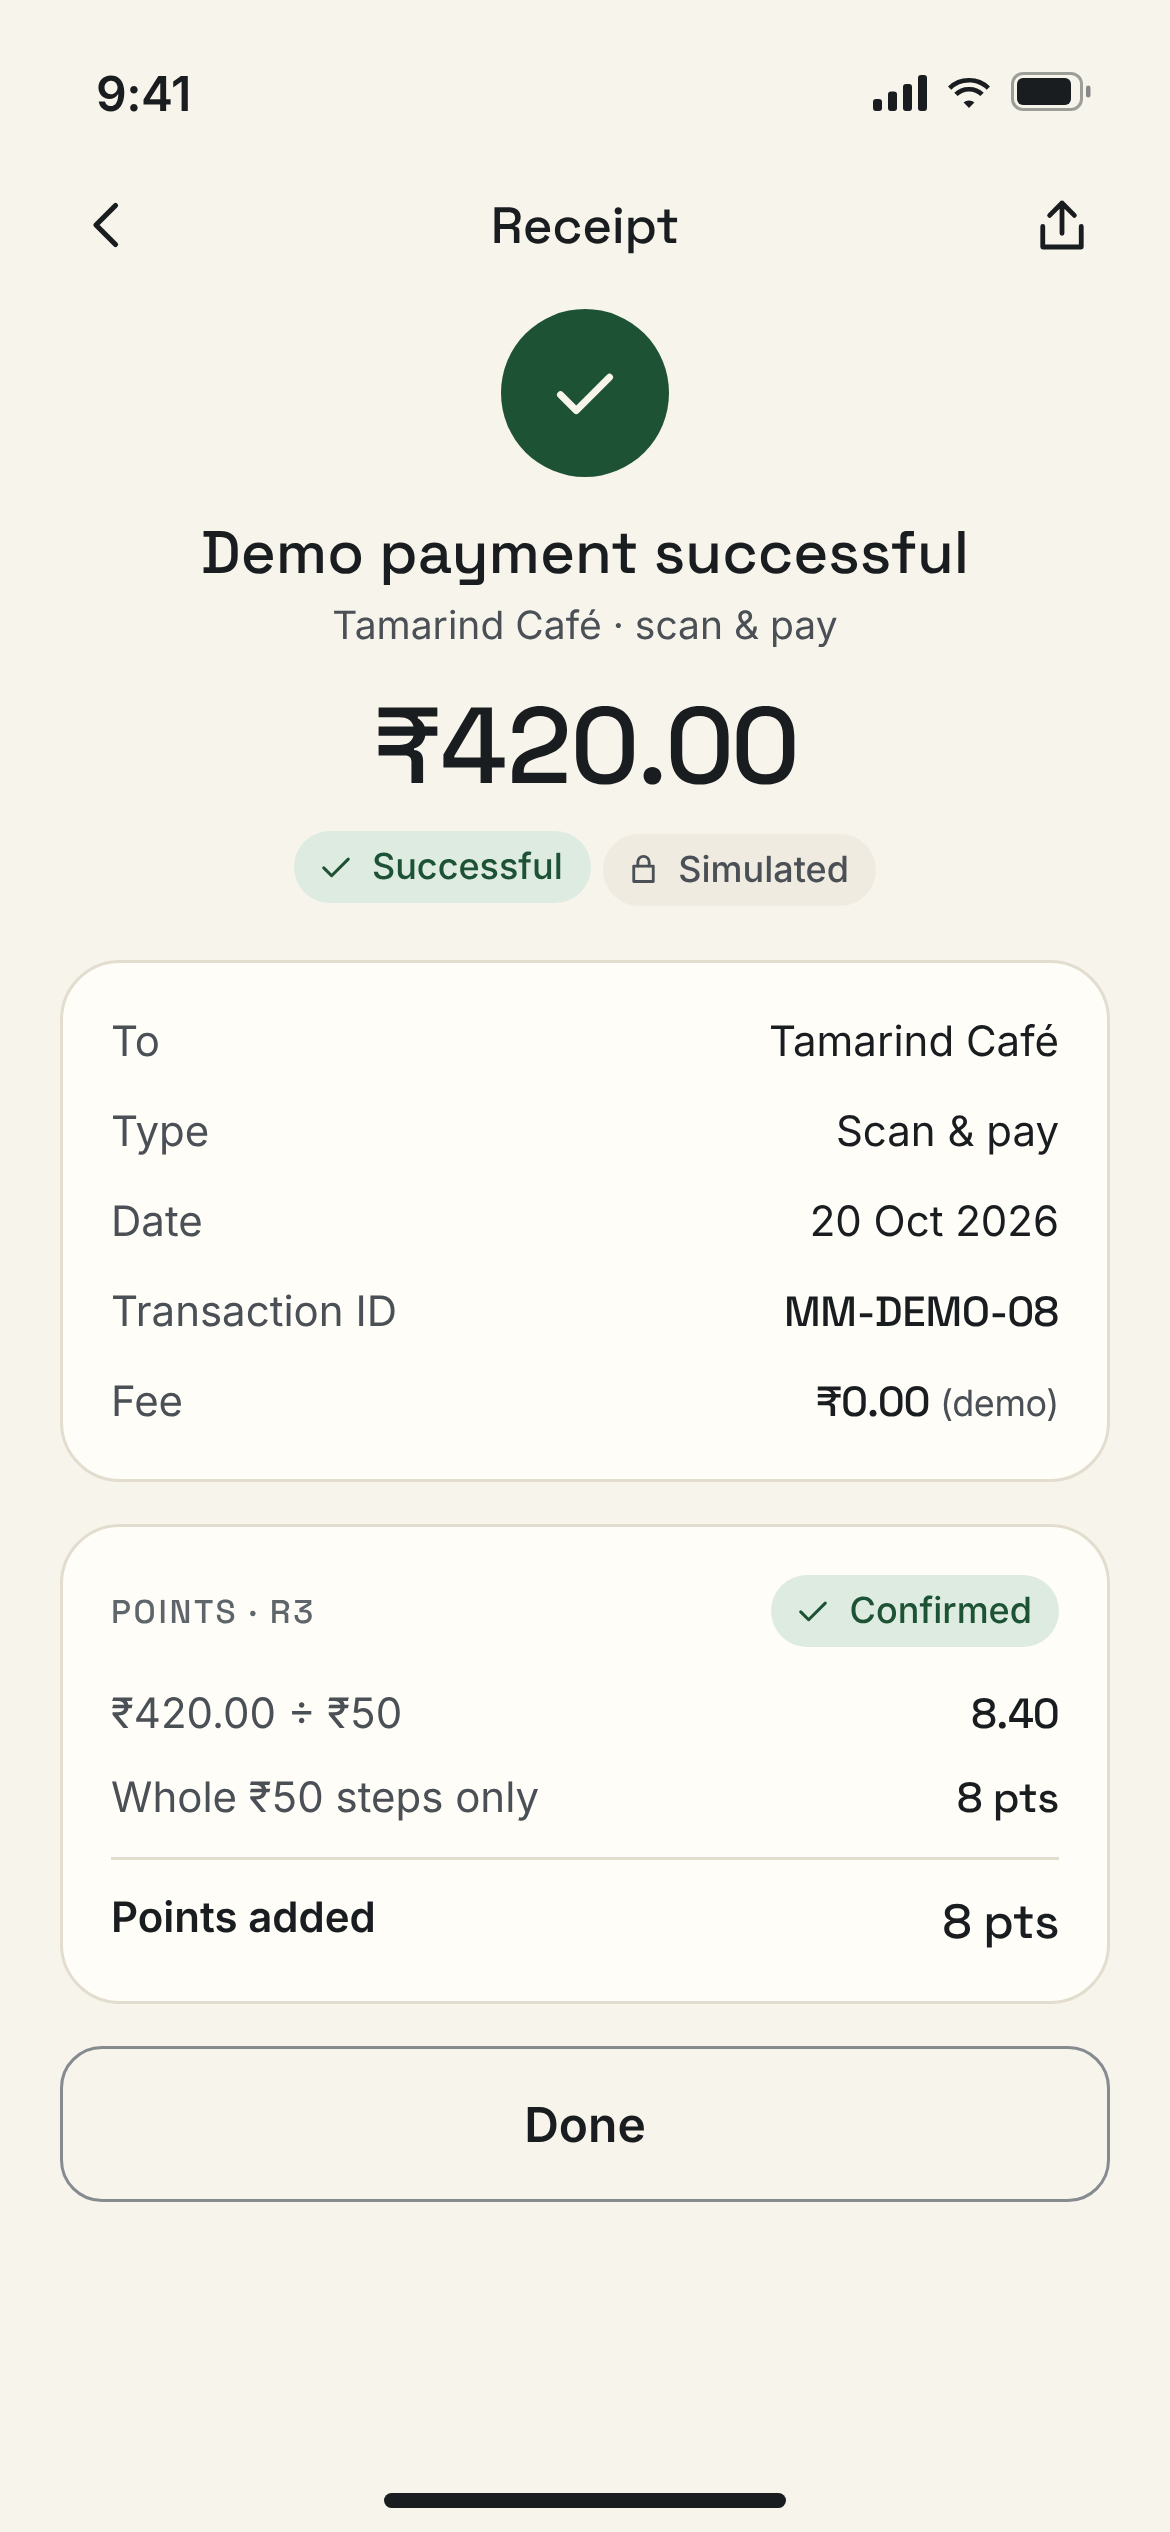 9:41
Receipt
Demo payment successful
Tamarind Café · scan & pay
₹420.00
Successful
Simulated
To Tamarind Café
Type Scan & pay
Date 20 Oct 2026
Transaction ID MM-DEMO-08
Fee ₹0.00 (demo)
POINTS · R3 Confirmed
₹420.00 ÷ ₹50 8.40
Whole ₹50 steps only 8 pts
Points added 8 pts
Done